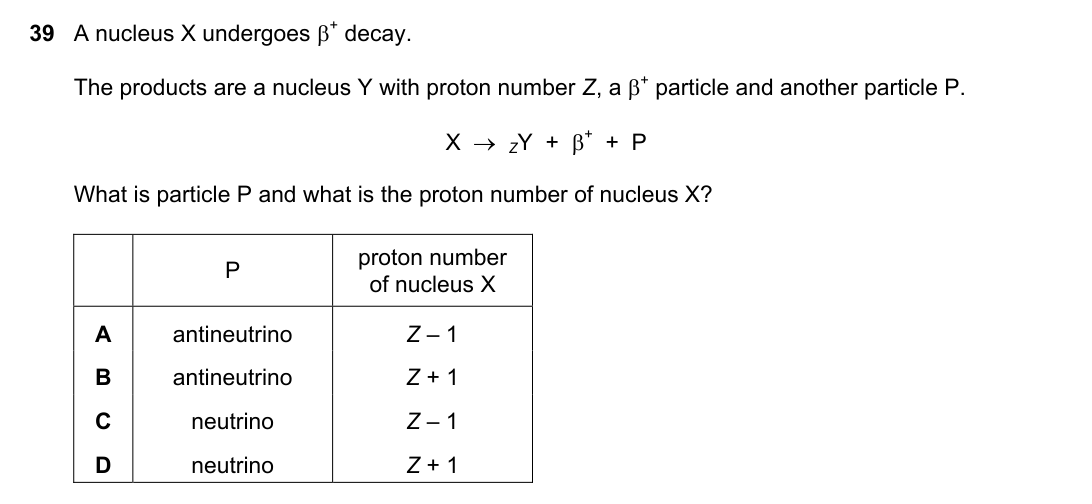 39 A nucleus X undergoes β⁺ decay.
The products are a nucleus Y with proton number Z, a β⁺ particle and another particle P.
X → ZY + β⁺ + P
What is particle P and what is the proton number of nucleus X?
P proton number
of nucleus X
A antineutrino Z – 1
B antineutrino Z + 1
C neutrino Z – 1
D neutrino Z + 1